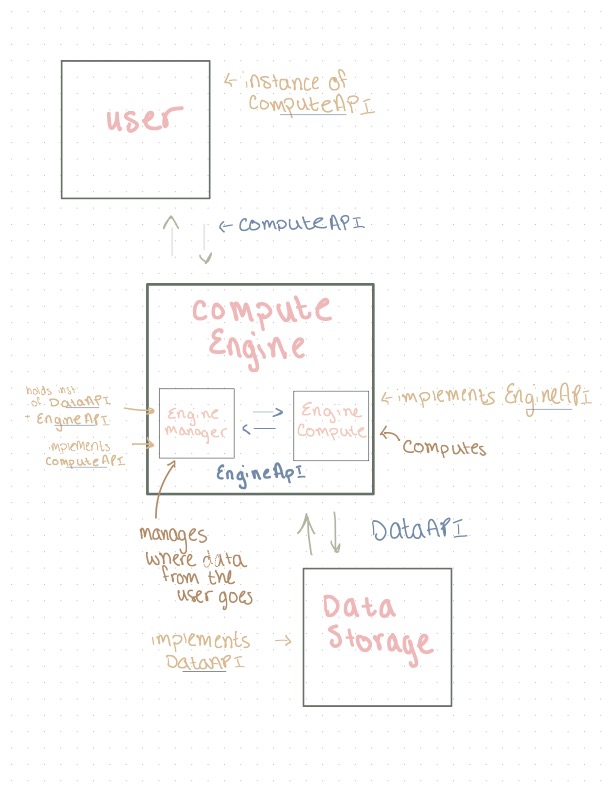 user
← instance of
ComputeAPI
← ComputeAPI
Compute
Engine
holds inst.
of DataAPI
+ EngineAPI
implements
ComputeAPI
Engine
manager
Engine
Compute
EngineApI
← implements EngineAPI
Computes
manages
where data
from the
user goes
DataAPI
Data
Storage
implements →
DataAPI